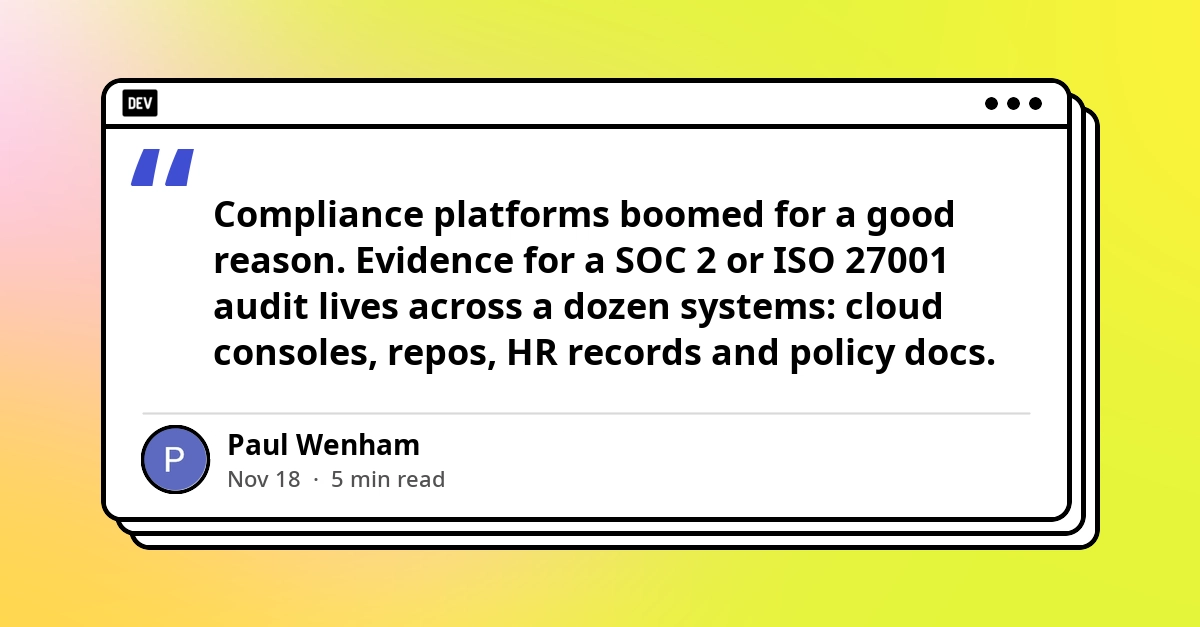 DEV
“
Compliance platforms boomed for a good
reason. Evidence for a SOC 2 or ISO 27001
audit lives across a dozen systems: cloud
consoles, repos, HR records and policy docs.
P
Paul Wenham
Nov 18 · 5 min read